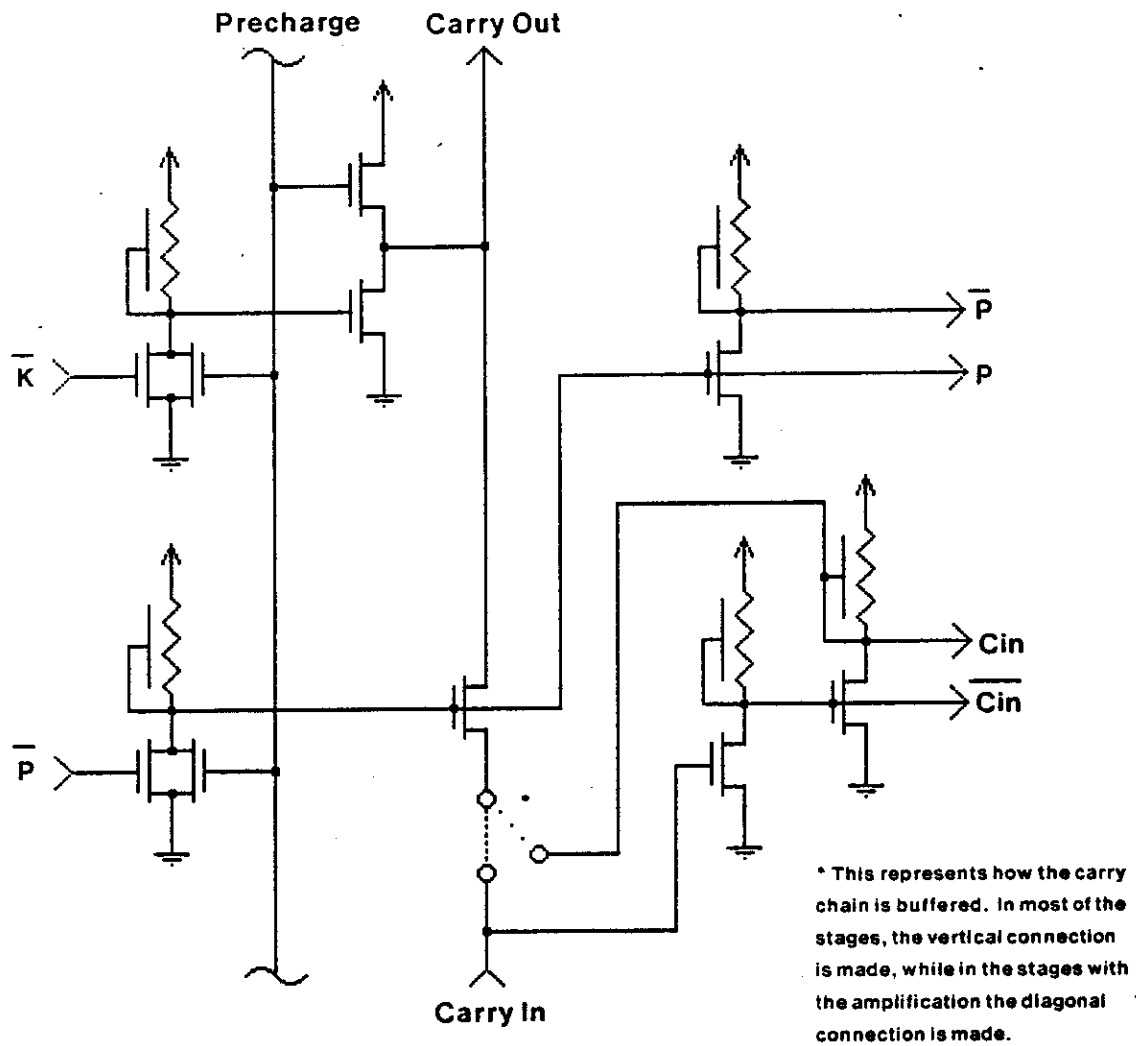 Precharge
Carry Out
K̅
P̅
P
Cin
C̅i̅n̅
P̅
Carry In
* This represents how the carry
chain is buffered. In most of the
stages, the vertical connection
is made, while in the stages with
the amplification the diagonal
connection is made.